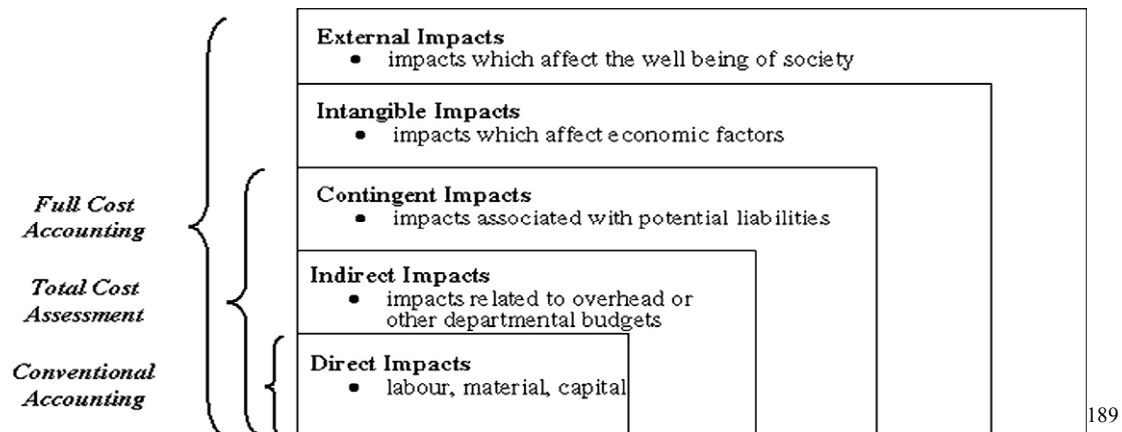 External Impacts
• impacts which affect the well being of society
Intangible Impacts
• impacts which affect economic factors
Contingent Impacts
• impacts associated with potential liabilities
Indirect Impacts
• impacts related to overhead or
other departmental budgets
Direct Impacts
• labour, material, capital
Full Cost
Accounting
Total Cost
Assessment
Conventional
Accounting
189